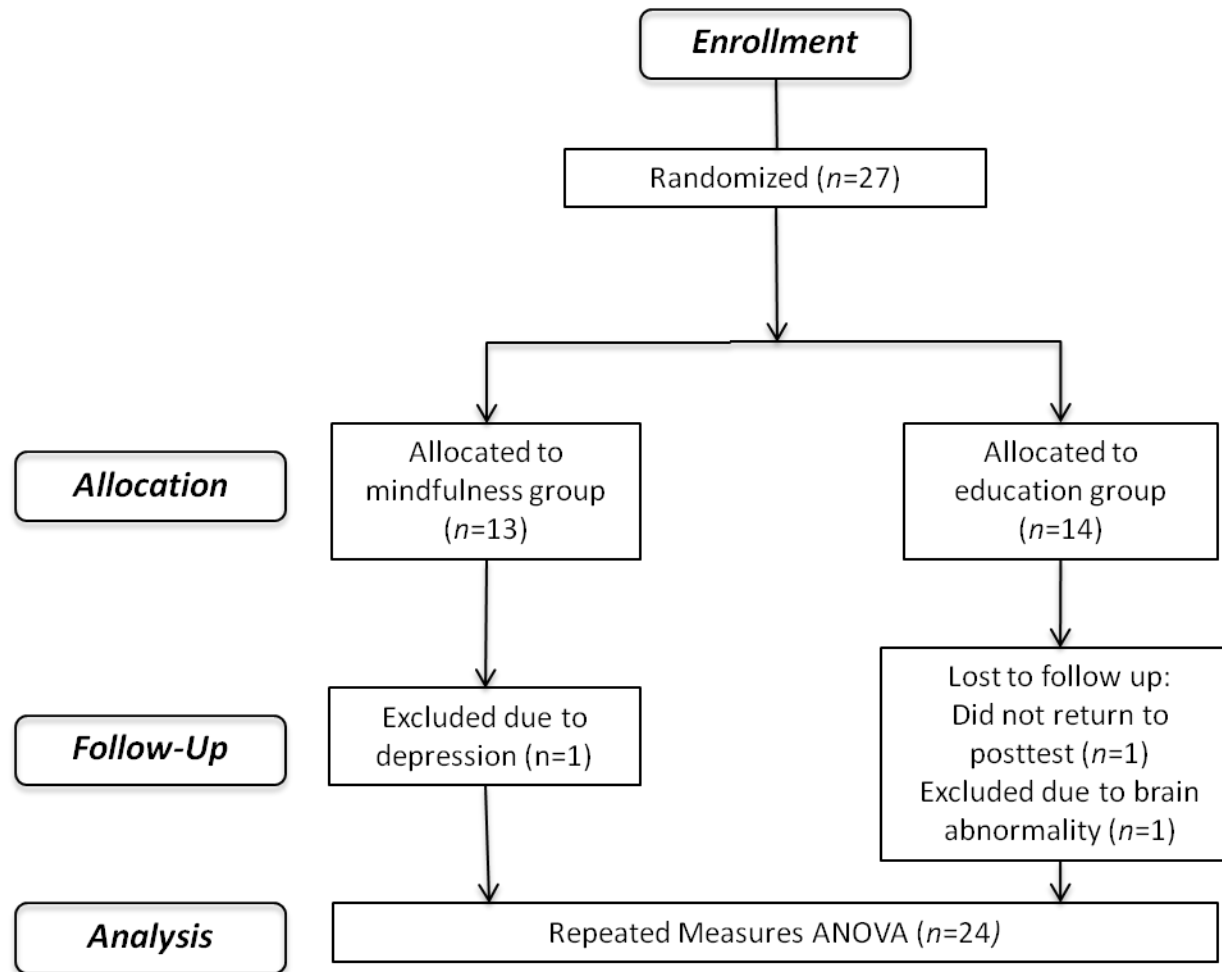 Enrollment
Randomized (n=27)
Allocation
Allocated to
mindfulness group
(n=13)
Allocated to
education group
(n=14)
Follow-Up
Excluded due to
depression (n=1)
Lost to follow up:
Did not return to
posttest (n=1)
Excluded due to brain
abnormality (n=1)
Analysis
Repeated Measures ANOVA (n=24)